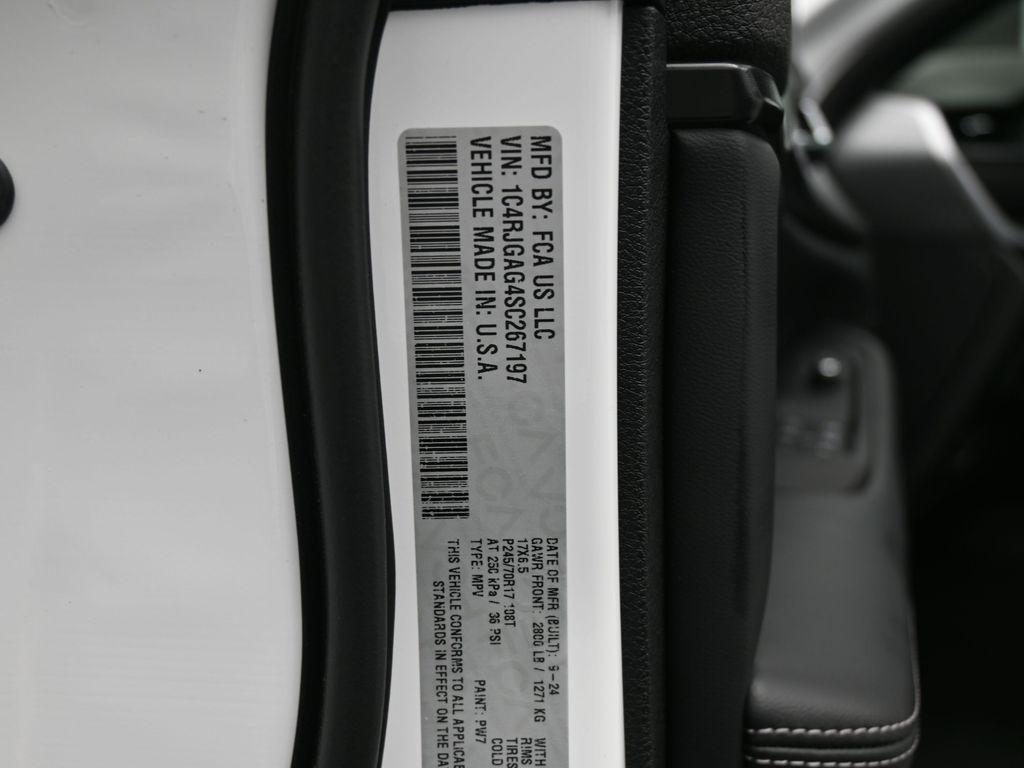 MFD BY: FCA US LLC
VIN: 1C4RJGAG4SC267197
VEHICLE MADE IN: U.S.A.
DATE OF MFR (BUILT): 9-24
GAWR FRONT: 2800 LB / 1271 KG WITH
17X6.5 RIMS
P245/70R17 108T TIRES
AT 250 kPa / 36 PSI COLD
TYPE: MPV PAINT: PW7
THIS VEHICLE CONFORMS TO ALL APPLICABLE
STANDARDS IN EFFECT ON THE DA